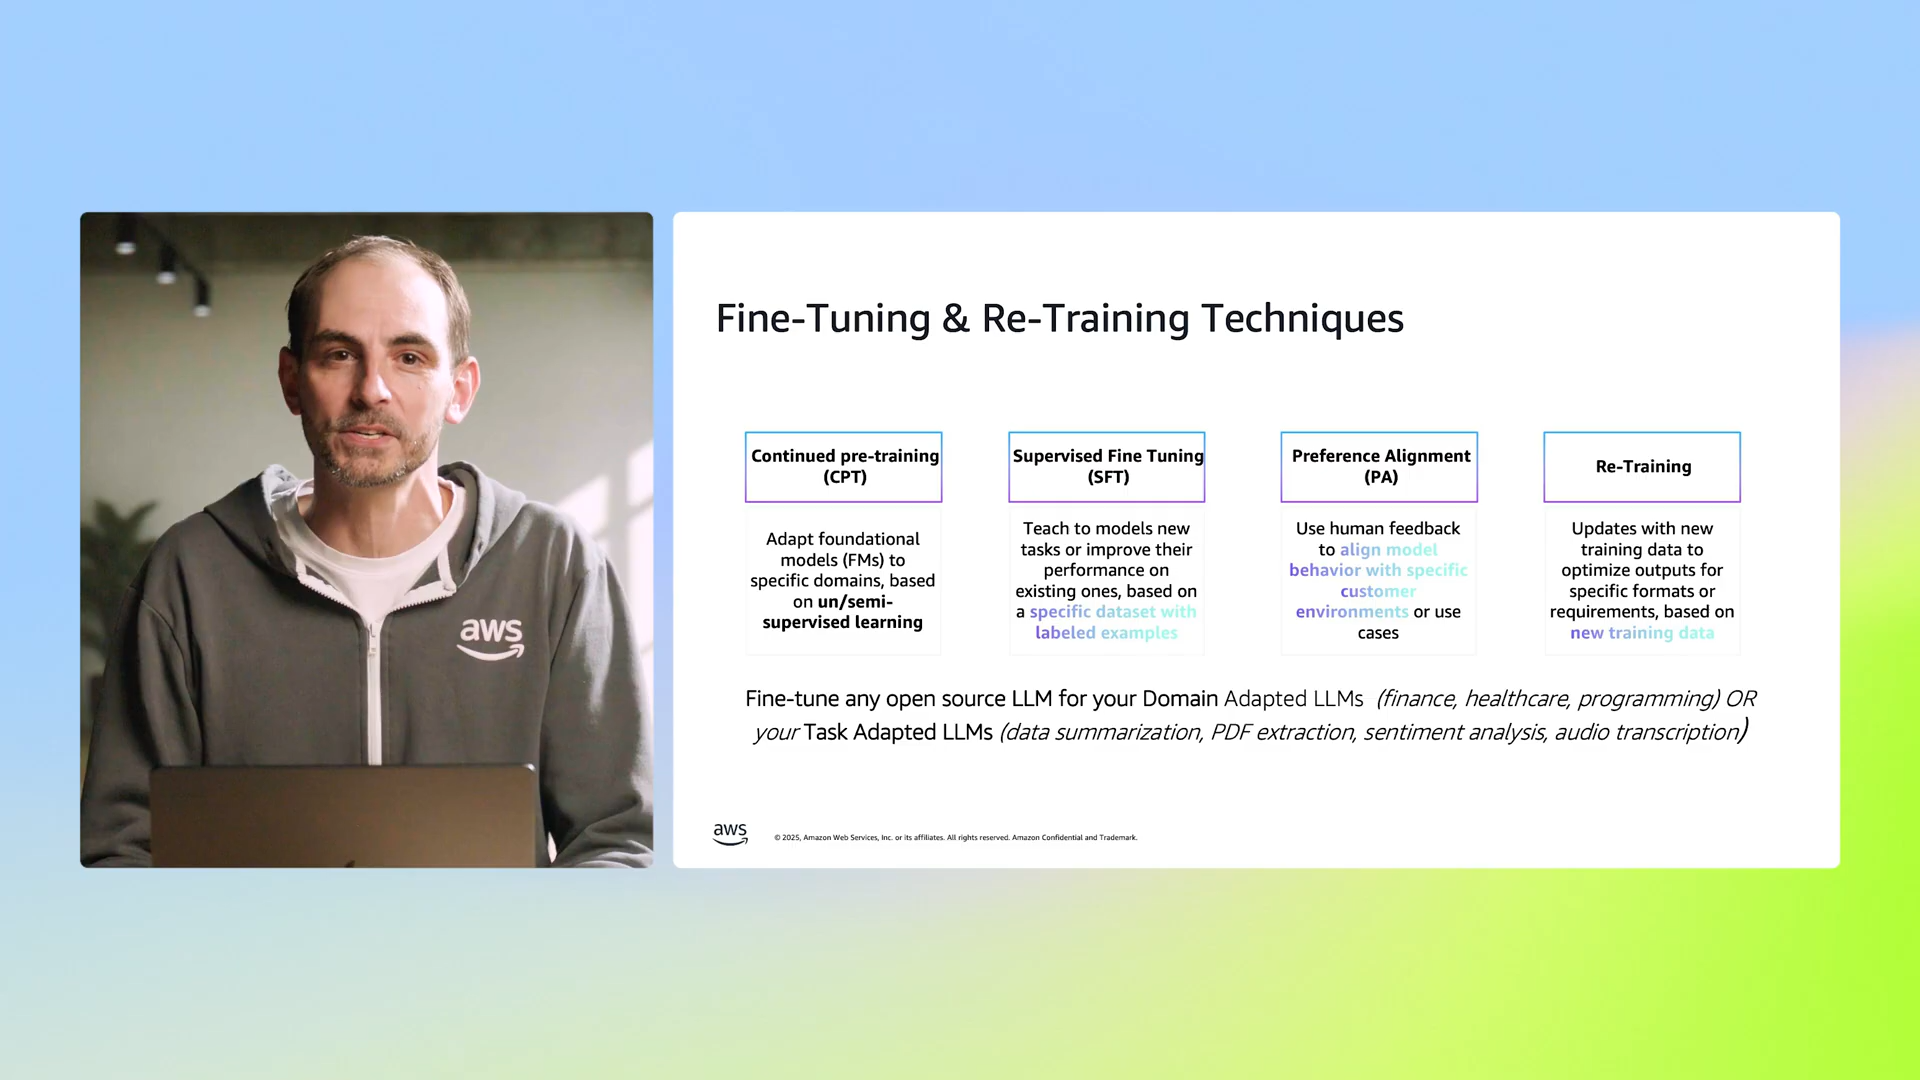 aws
Fine-Tuning & Re-Training Techniques
Continued pre-training
(CPT)
Adapt foundational
models (FMs) to
specific domains, based
on un/semi-
supervised learning
Supervised Fine Tuning
(SFT)
Teach to models new
tasks or improve their
performance on
existing ones, based on
a specific dataset with
labeled examples
Preference Alignment
(PA)
Use human feedback
to align model
behavior with specific
customer
environments or use
cases
Re-Training
Updates with new
training data to
optimize outputs for
specific formats or
requirements, based on
new training data
Fine-tune any open source LLM for your Domain Adapted LLMs (finance, healthcare, programming) OR
your Task Adapted LLMs (data summarization, PDF extraction, sentiment analysis, audio transcription)
aws
© 2025, Amazon Web Services, Inc. or its affiliates. All rights reserved. Amazon Confidential and Trademark.